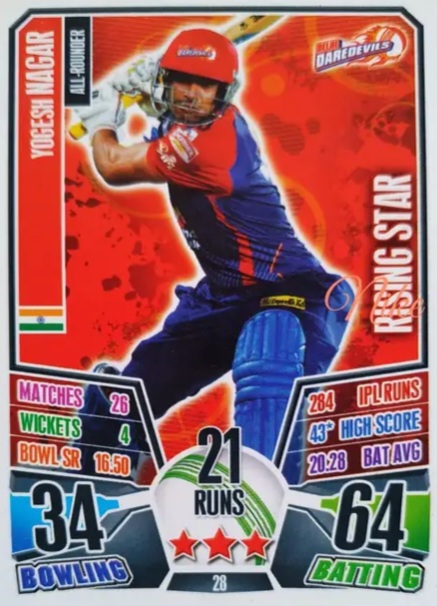 YOGESH NAGAR
ALL-ROUNDER
DELHI
DAREDEVILS
RISING STAR
MATCHES 26
WICKETS 4
BOWL SR 16:50
284 IPL RUNS
43* HIGH SCORE
20:28 BAT AVG
21
RUNS
34
BOWLING
64
BATTING
28